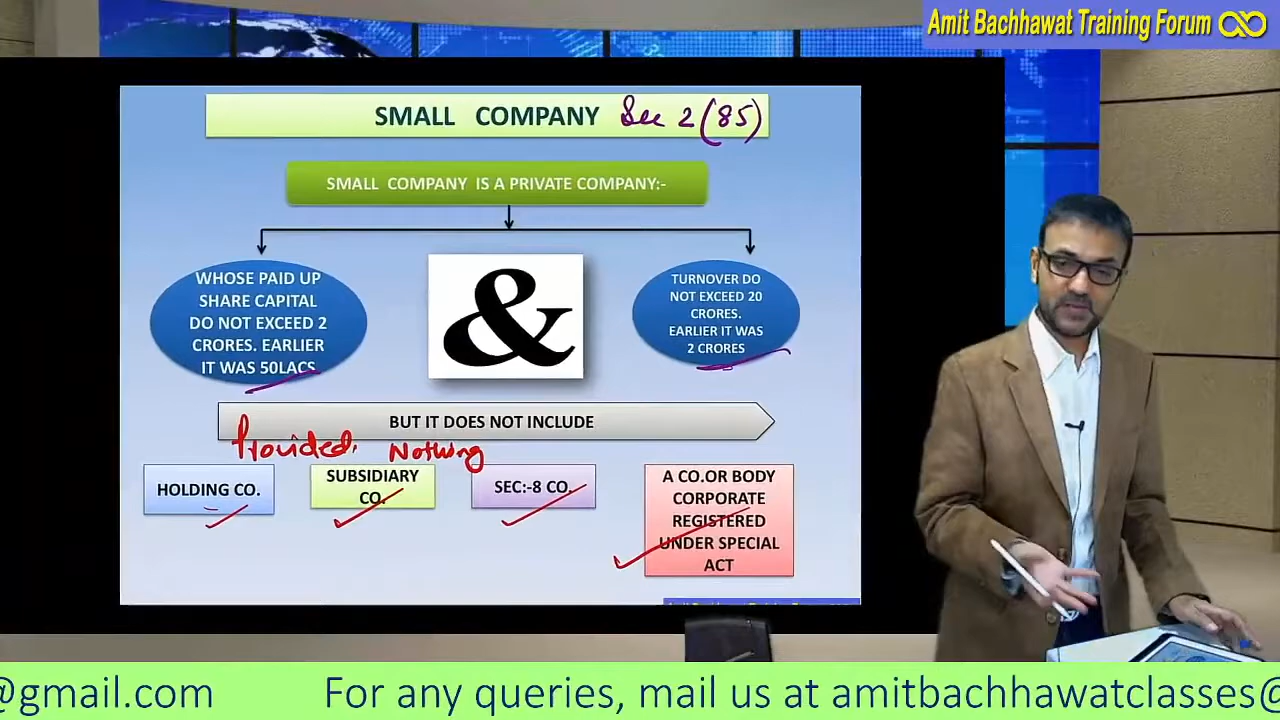 Amit Bachhawat Training Forum
SMALL COMPANY Sec 2(85)
SMALL COMPANY IS A PRIVATE COMPANY:-
WHOSE PAID UP
SHARE CAPITAL
DO NOT EXCEED 2
CRORES. EARLIER
IT WAS 50LACS
&
TURNOVER DO
NOT EXCEED 20
CRORES.
EARLIER IT WAS
2 CRORES
BUT IT DOES NOT INCLUDE
Provided. Nothing
HOLDING CO.
SUBSIDIARY
CO.
SEC:-8 CO.
A CO.OR BODY
CORPORATE
REGISTERED
UNDER SPECIAL
ACT
@gmail.com For any queries, mail us at amitbachhawatclasses@